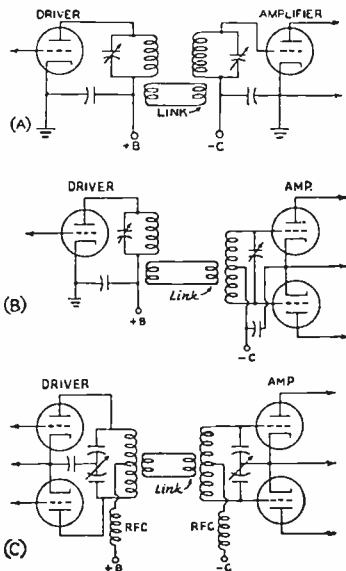 DRIVER AMPLIFIER
(A)
LINK
+B -C
DRIVER AMP.
(B)
Link
+B -C
DRIVER AMP
Link
(C) RFC RFC
+B -C